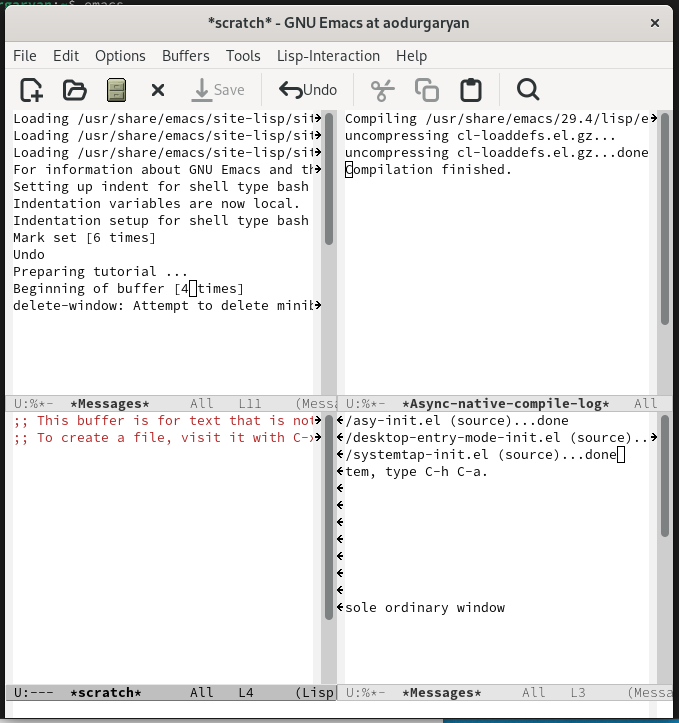 garyan:~$ emacs
*scratch* - GNU Emacs at aodurgaryan
File Edit Options Buffers Tools Lisp-Interaction Help
Save Undo
Loading /usr/share/emacs/site-lisp/sit
Loading /usr/share/emacs/site-lisp/sit
Loading /usr/share/emacs/site-lisp/sit
For information about GNU Emacs and th
Setting up indent for shell type bash
Indentation variables are now local.
Indentation setup for shell type bash
Mark set [6 times]
Undo
Preparing tutorial ...
Beginning of buffer [4 times]
delete-window: Attempt to delete minib
U:%*- *Messages* All L11 (Messa
Compiling /usr/share/emacs/29.4/lisp/e
uncompressing cl-loaddefs.el.gz...
uncompressing cl-loaddefs.el.gz...done
Compilation finished.
U:%*- *Async-native-compile-log* All
;; This buffer is for text that is not
;; To create a file, visit it with C-x
U:--- *scratch* All L4 (Lisp
/asy-init.el (source)...done
/desktop-entry-mode-init.el (source)..
/systemtap-init.el (source)...done
tem, type C-h C-a.
sole ordinary window
U:%*- *Messages* All L3 (Messa